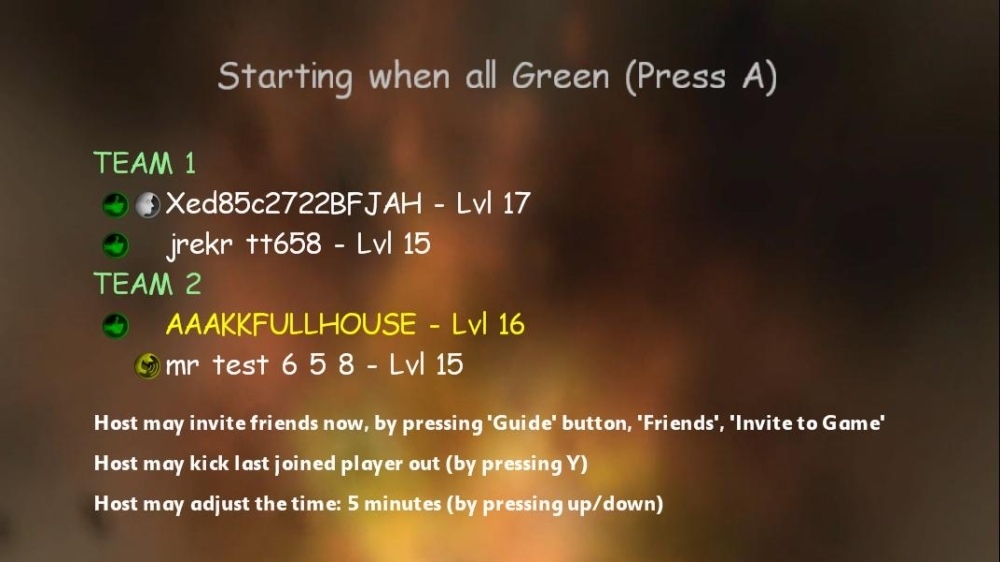 Starting when all Green (Press A)
TEAM 1
Xed85c2722BFJAH - Lvl 17
jrekr tt658 - Lvl 15
TEAM 2
AAAKKFULLHOUSE - Lvl 16
mr test 6 5 8 - Lvl 15
Host may invite friends now, by pressing 'Guide' button, 'Friends', 'Invite to Game'
Host may kick last joined player out (by pressing Y)
Host may adjust the time: 5 minutes (by pressing up/down)